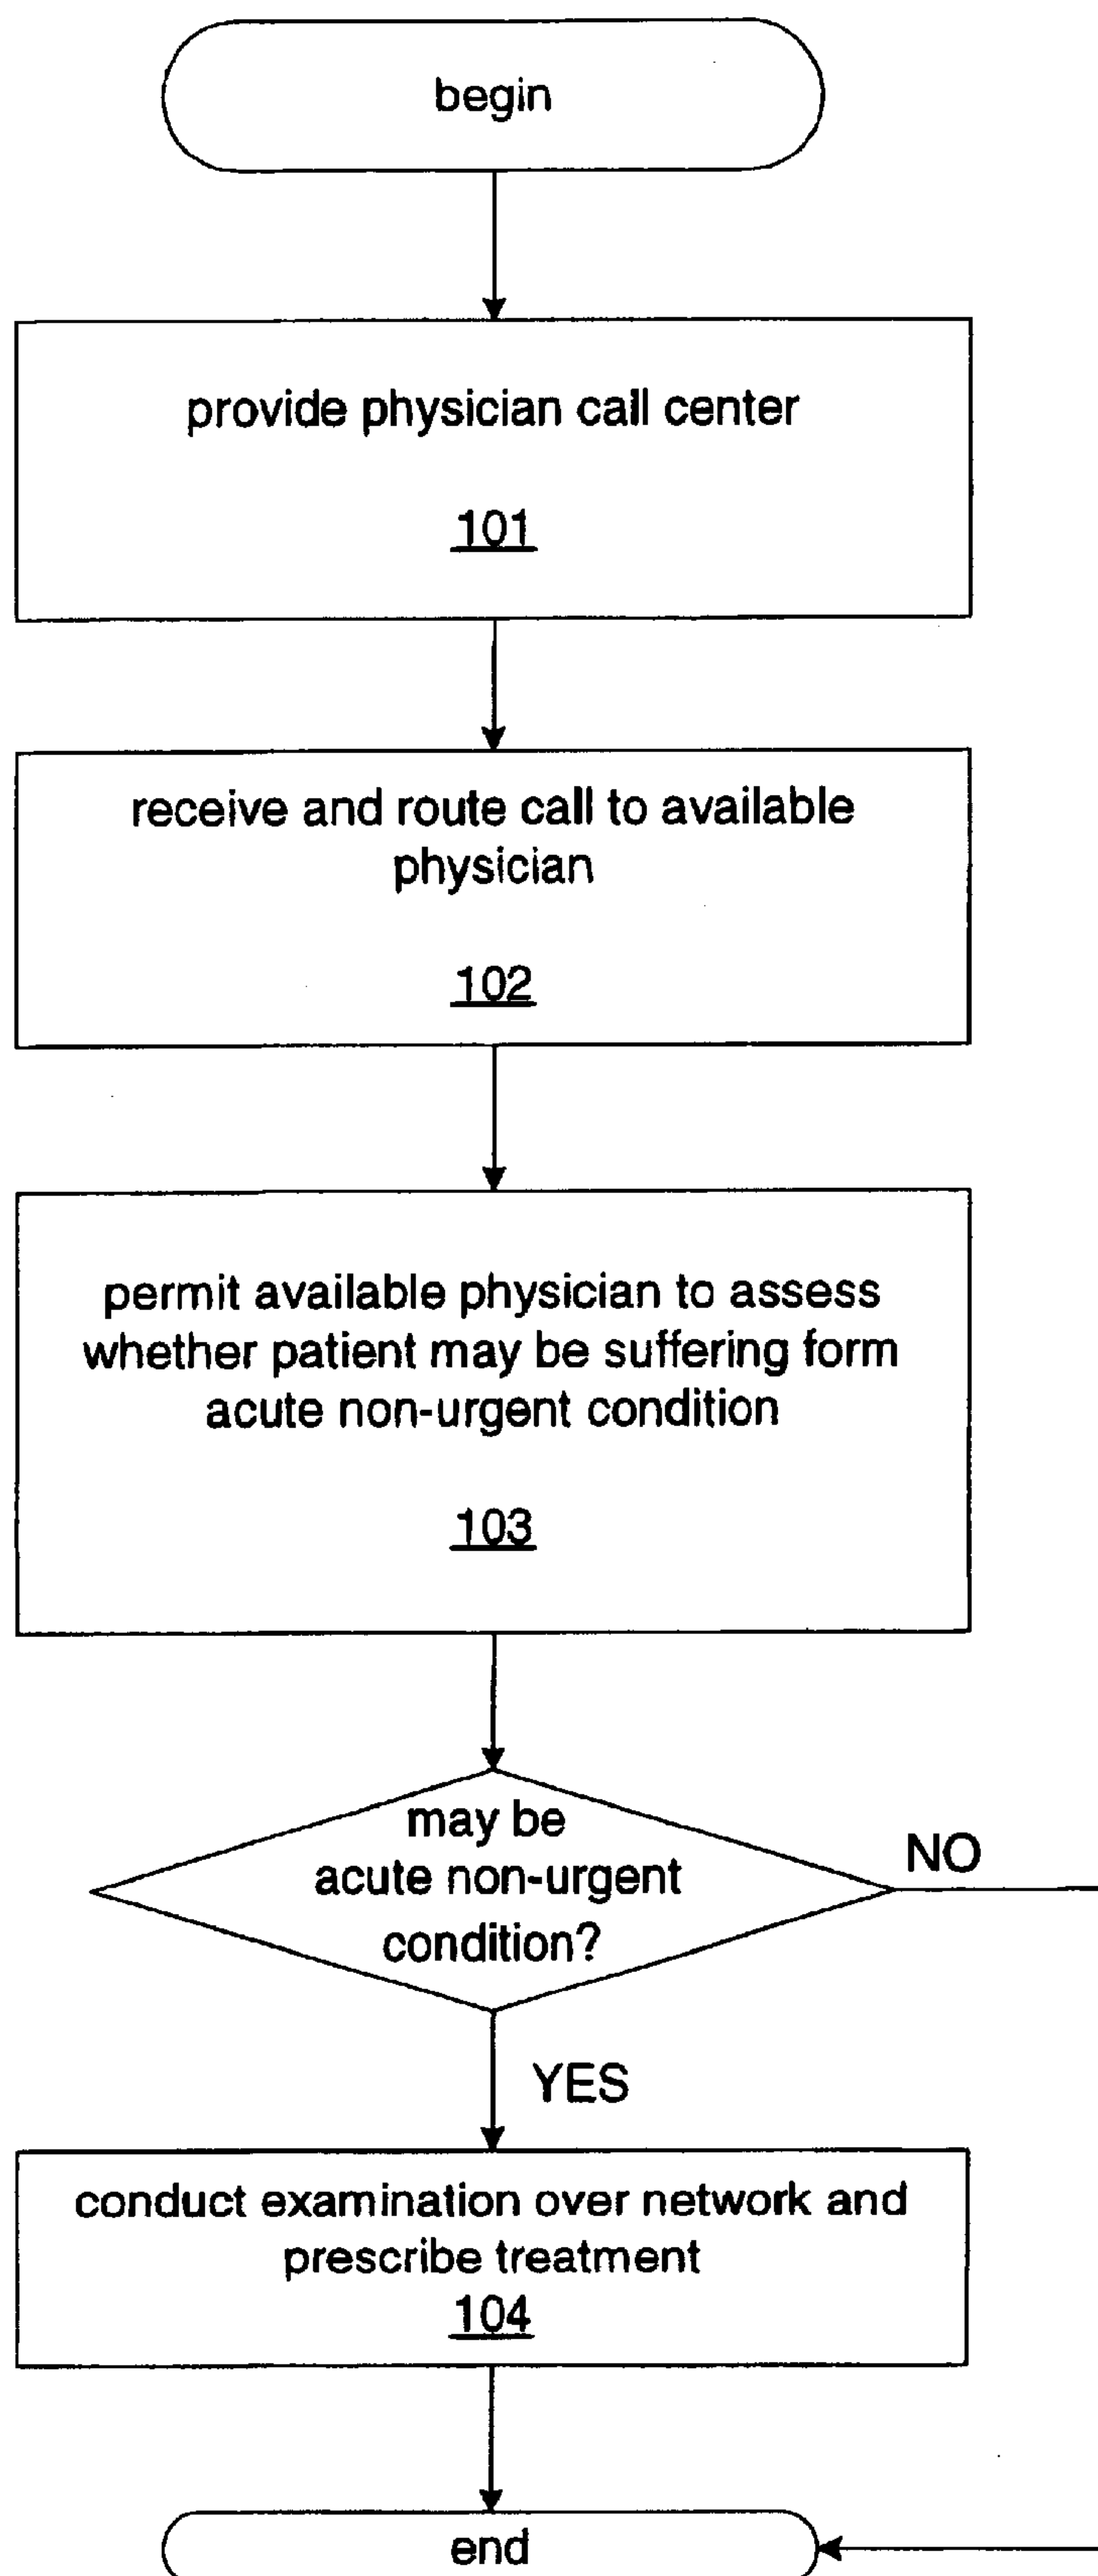 begin
provide physician call center
101
receive and route call to available
physician
102
permit available physician to assess
whether patient may be suffering form
acute non-urgent condition
103
may be
acute non-urgent
condition?
NO
YES
conduct examination over network and
prescribe treatment
104
end